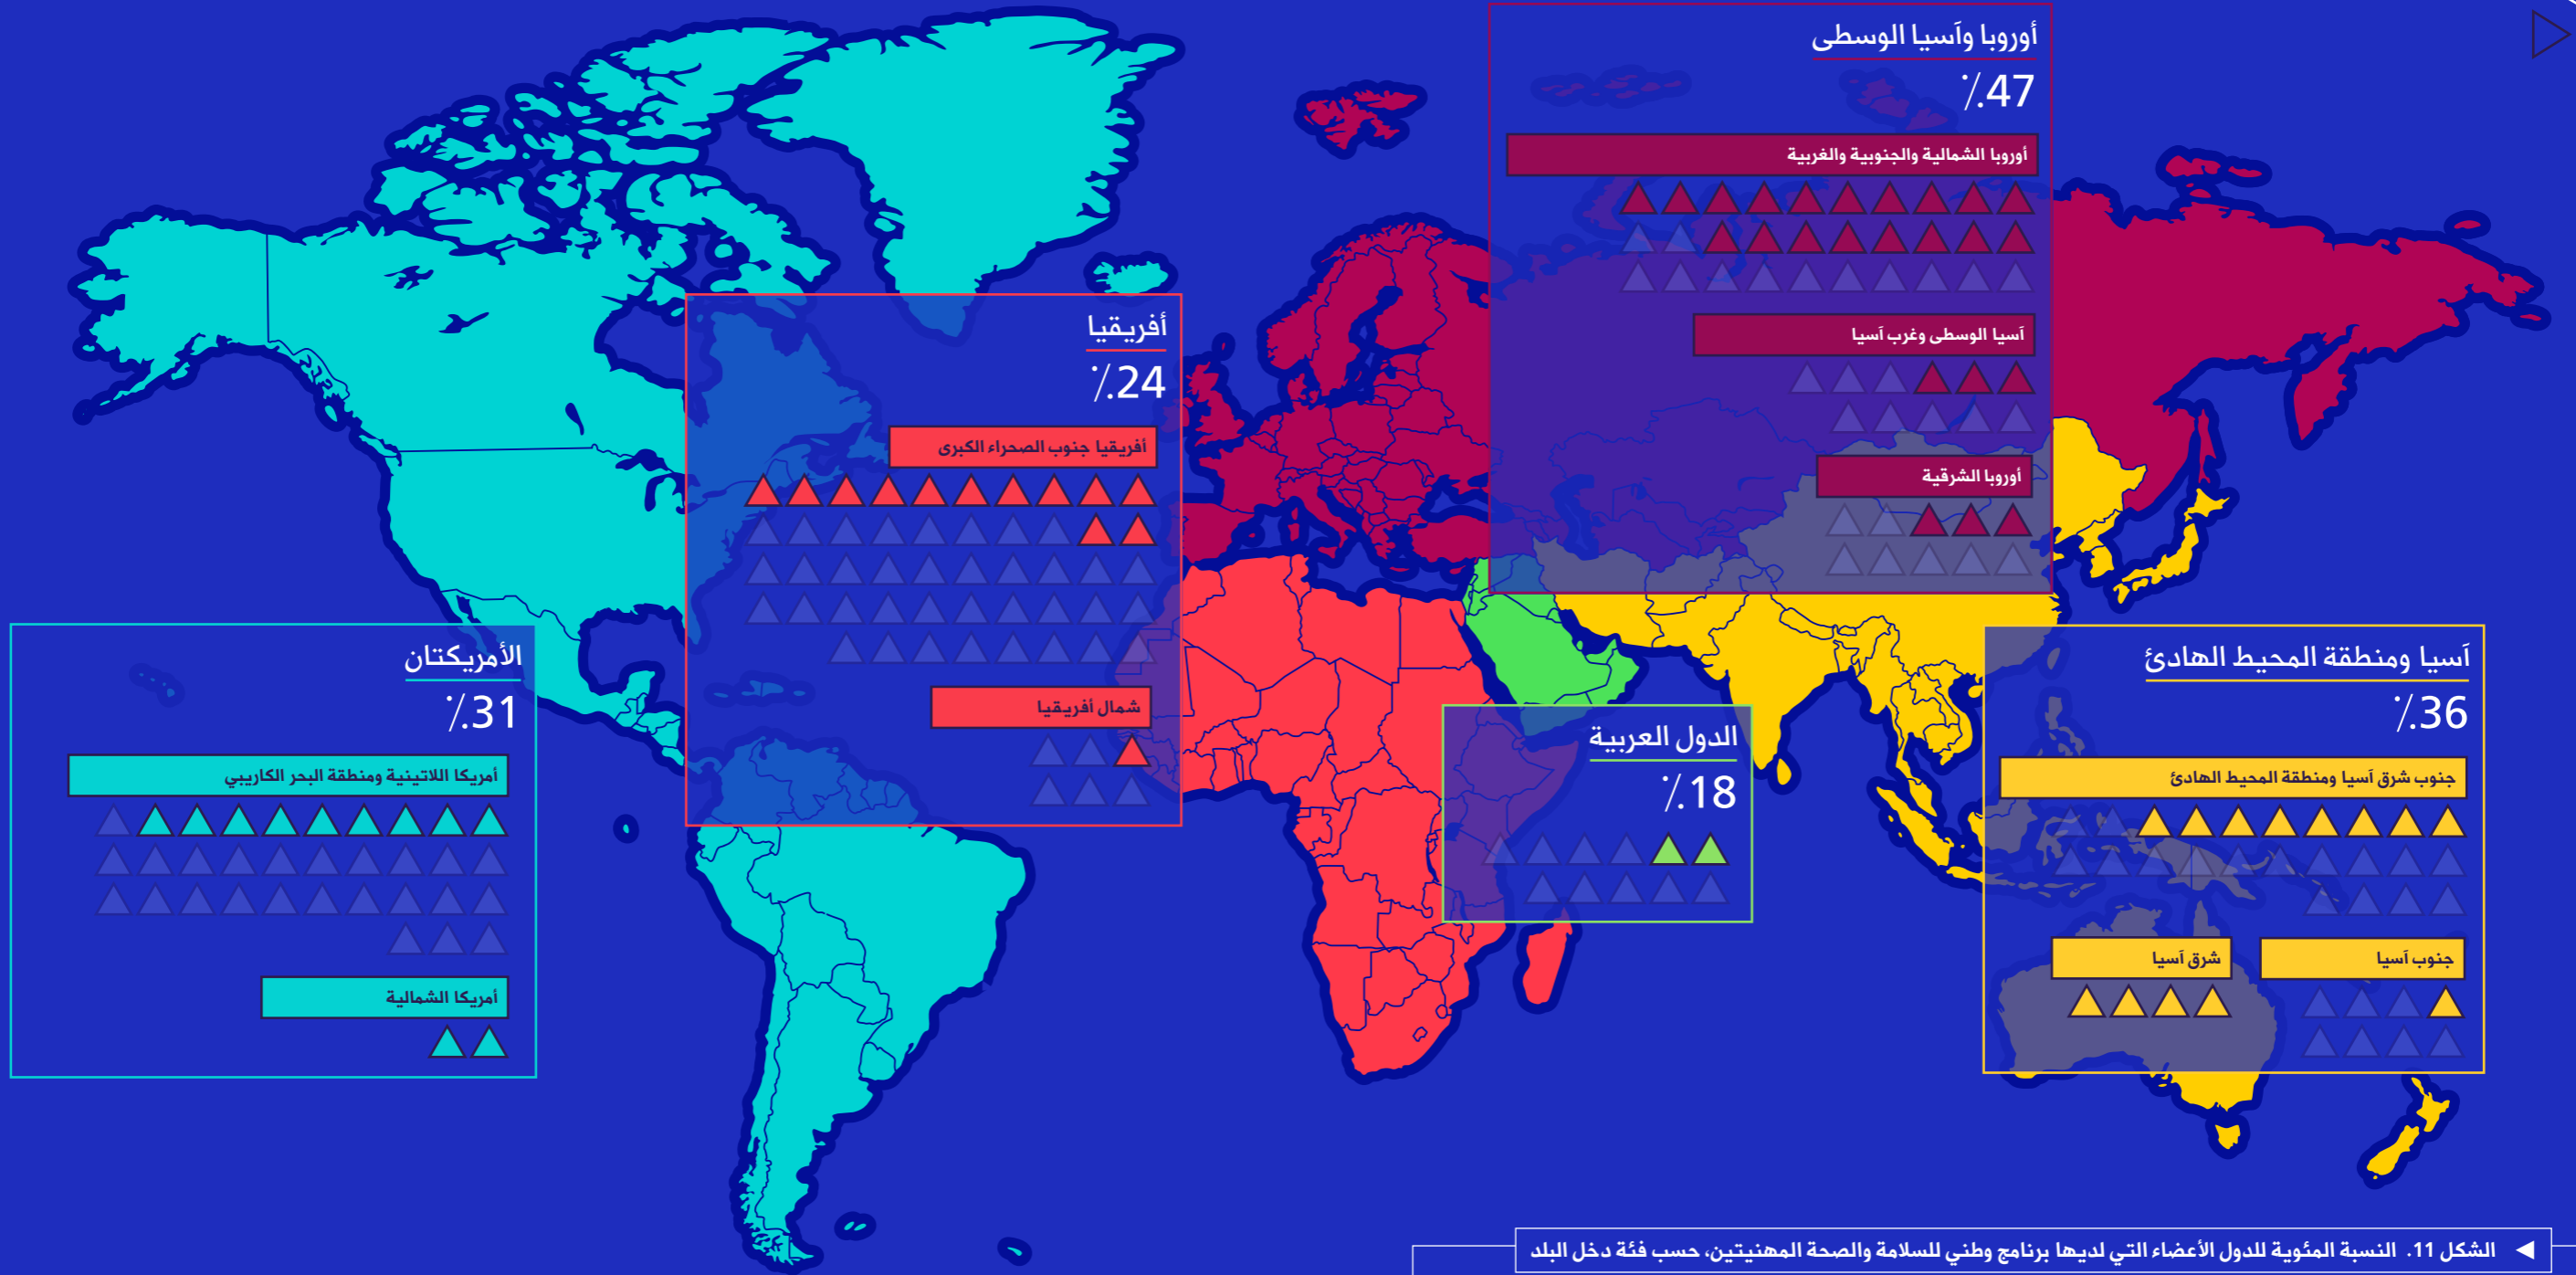 أوروبا وآسيا الوسطى
٪47
أوروبا الشمالية والجنوبية والغربية
آسيا الوسطى وغرب آسيا
أوروبا الشرقية
أفريقيا
٪24
أفريقيا جنوب الصحراء الكبرى
شمال أفريقيا
آسيا ومنطقة المحيط الهادئ
٪36
جنوب شرق آسيا ومنطقة المحيط الهادئ
جنوب آسيا
شرق آسيا
الدول العربية
٪18
الأمريكتان
٪31
أمريكا اللاتينية ومنطقة البحر الكاريبي
أمريكا الشمالية
الشكل 11. النسبة المئوية للدول الأعضاء التي لديها برنامج وطني للسلامة والصحة المهنيتين، حسب فئة دخل البلد